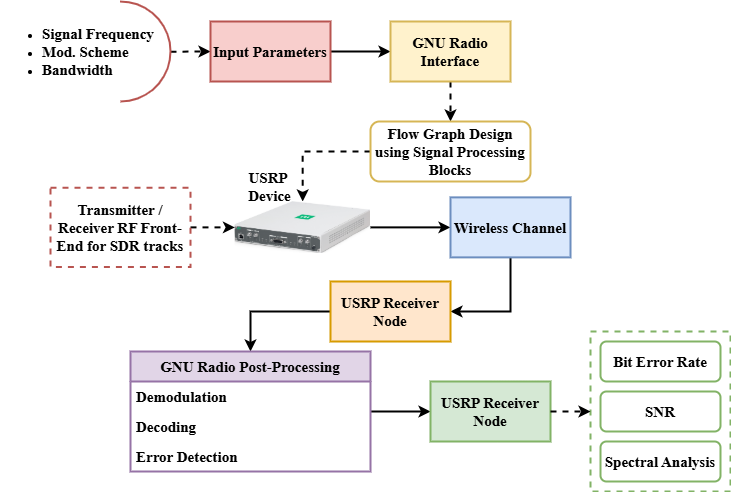 Signal Frequency
Mod. Scheme
Bandwidth
Input Parameters
GNU Radio
Interface
Flow Graph Design
using Signal Processing
Blocks
USRP
Device
Transmitter /
Receiver RF Front-
End for SDR tracks
Wireless Channel
USRP Receiver
Node
GNU Radio Post-Processing
Demodulation
Decoding
Error Detection
USRP Receiver
Node
Bit Error Rate
SNR
Spectral Analysis